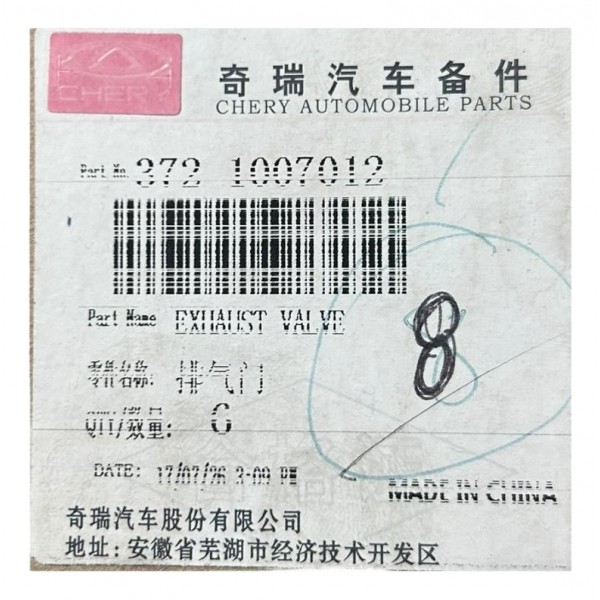 CHERY
奇瑞汽车备件
CHERY AUTOMOBILE PARTS
Part No. 372 1007012
Part Name EXHAUST VALVE
零件名称: 排气门
QTY/数量: 6
DATE: 17/07/26 3:09 PM
8
MADE IN CHINA
奇瑞汽车股份有限公司
地址: 安徽省芜湖市经济技术开发区